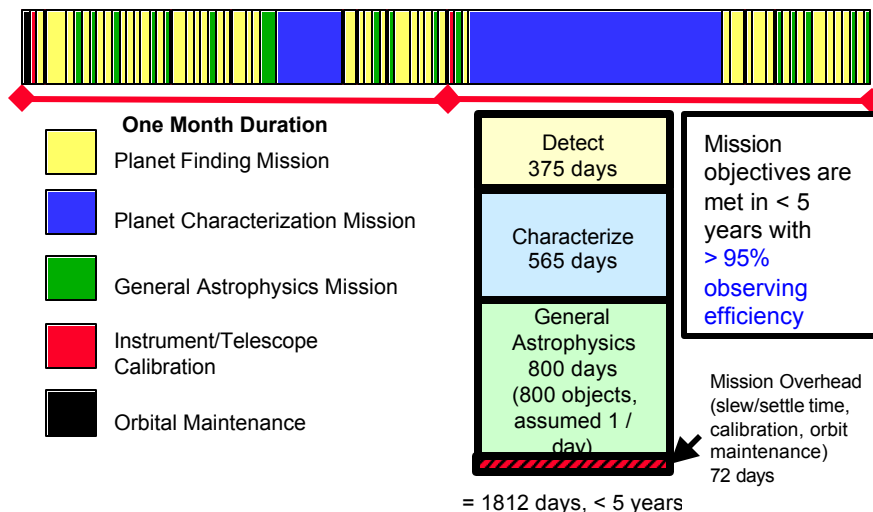 One Month Duration
Planet Finding Mission
Planet Characterization Mission
General Astrophysics Mission
Instrument/Telescope
Calibration
Orbital Maintenance
Detect
375 days
Characterize
565 days
General
Astrophysics
800 days
(800 objects,
assumed 1 /
day)
= 1812 days, < 5 years
Mission
objectives are
met in < 5
years with
> 95%
observing
efficiency
Mission Overhead
(slew/settle time,
calibration, orbit
maintenance)
72 days